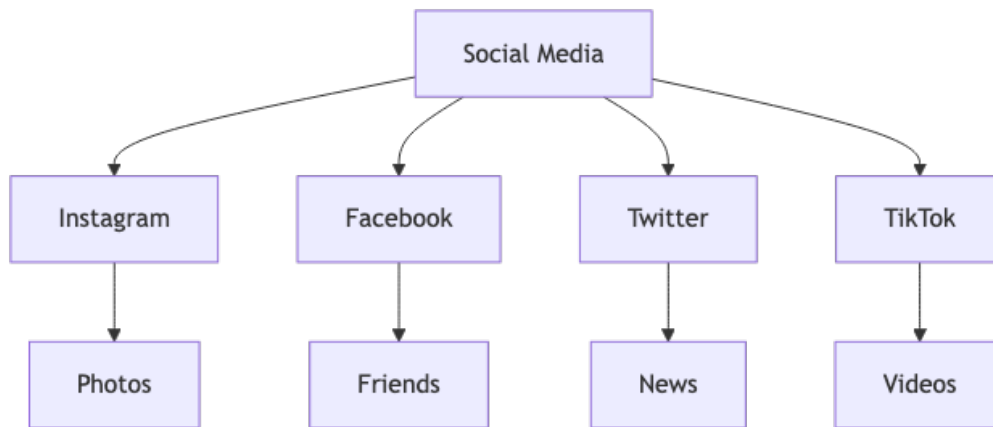 Social Media
Instagram
Facebook
Twitter
TikTok
Photos
Friends
News
Videos